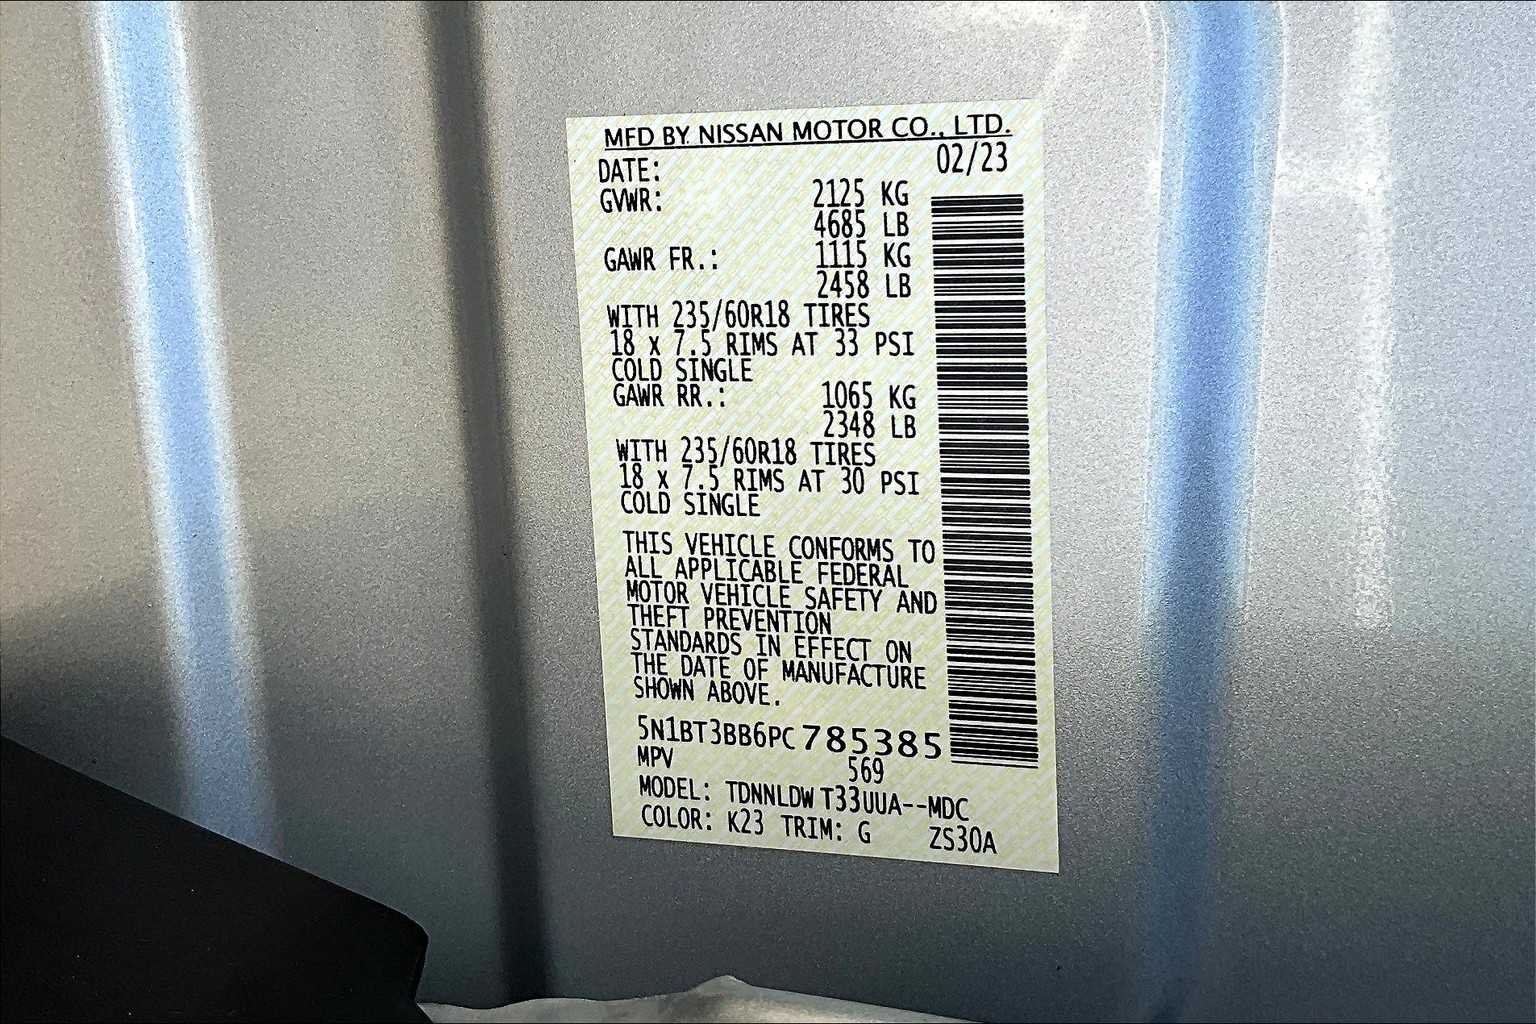 MFD BY NISSAN MOTOR CO., LTD.
DATE: 02/23
GVWR: 2125 KG
4685 LB
GAWR FR.: 1115 KG
2458 LB
WITH 235/60R18 TIRES
18 x 7.5 RIMS AT 33 PSI
COLD SINGLE
GAWR RR.: 1065 KG
2348 LB
WITH 235/60R18 TIRES
18 x 7.5 RIMS AT 30 PSI
COLD SINGLE
THIS VEHICLE CONFORMS TO
ALL APPLICABLE FEDERAL
MOTOR VEHICLE SAFETY AND
THEFT PREVENTION
STANDARDS IN EFFECT ON
THE DATE OF MANUFACTURE
SHOWN ABOVE.
5N1BT3BB6PC785385
MPV 569
MODEL: TDNNLDWT33UUA--MDC
COLOR: K23 TRIM: G ZS30A